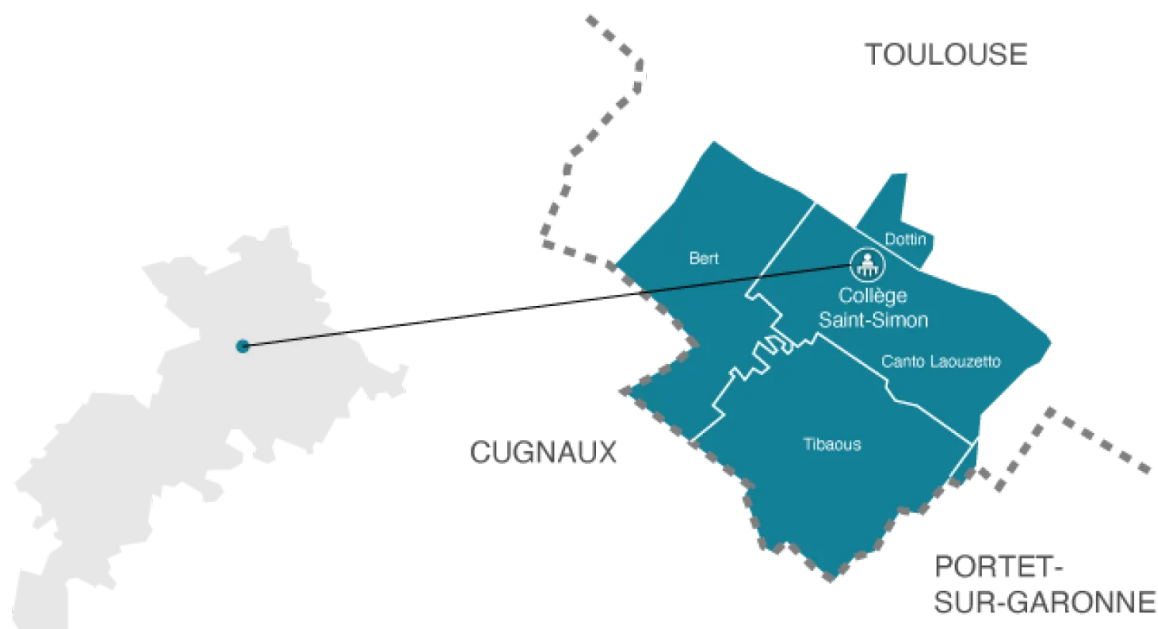 TOULOUSE
Dottin
Bert
Collège
Saint-Simon
Canto Laouzetto
Tibaous
CUGNAUX
PORTET-
SUR-GARONNE